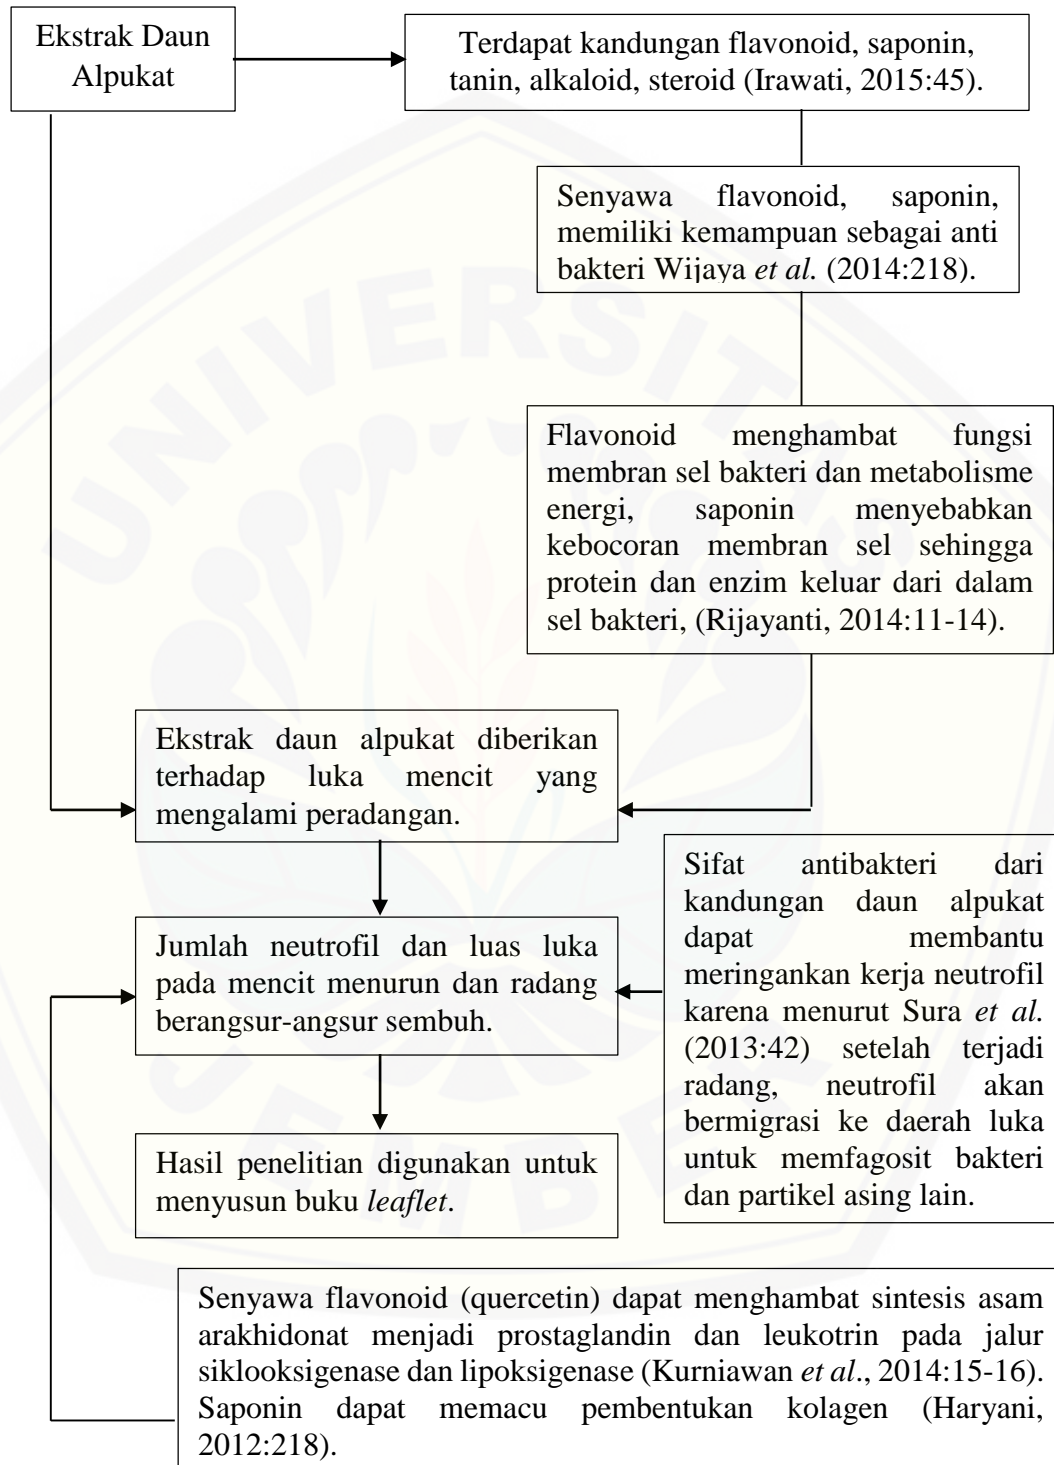 Ekstrak Daun
Alpukat
Terdapat kandungan flavonoid, saponin,
tanin, alkaloid, steroid (Irawati, 2015:45).
Senyawa flavonoid, saponin,
memiliki kemampuan sebagai anti
bakteri Wijaya et al. (2014:218).
Flavonoid menghambat fungsi
membran sel bakteri dan metabolisme
energi, saponin menyebabkan
kebocoran membran sel sehingga
protein dan enzim keluar dari dalam
sel bakteri, (Rijayanti, 2014:11-14).
Ekstrak daun alpukat diberikan
terhadap luka mencit yang
mengalami peradangan.
Sifat antibakteri dari
kandungan daun alpukat
dapat membantu
meringankan kerja neutrofil
karena menurut Sura et al.
(2013:42) setelah terjadi
radang, neutrofil akan
bermigrasi ke daerah luka
untuk memfagosit bakteri
dan partikel asing lain.
Jumlah neutrofil dan luas luka
pada mencit menurun dan radang
berangsur-angsur sembuh.
Hasil penelitian digunakan untuk
menyusun buku leaflet.
Senyawa flavonoid (quercetin) dapat menghambat sintesis asam
arakhidonat menjadi prostaglandin dan leukotrin pada jalur
siklooksigenase dan lipoksigenase (Kurniawan et al., 2014:15-16).
Saponin dapat memacu pembentukan kolagen (Haryani,
2012:218).
UNIVERSITAS
JEMBER